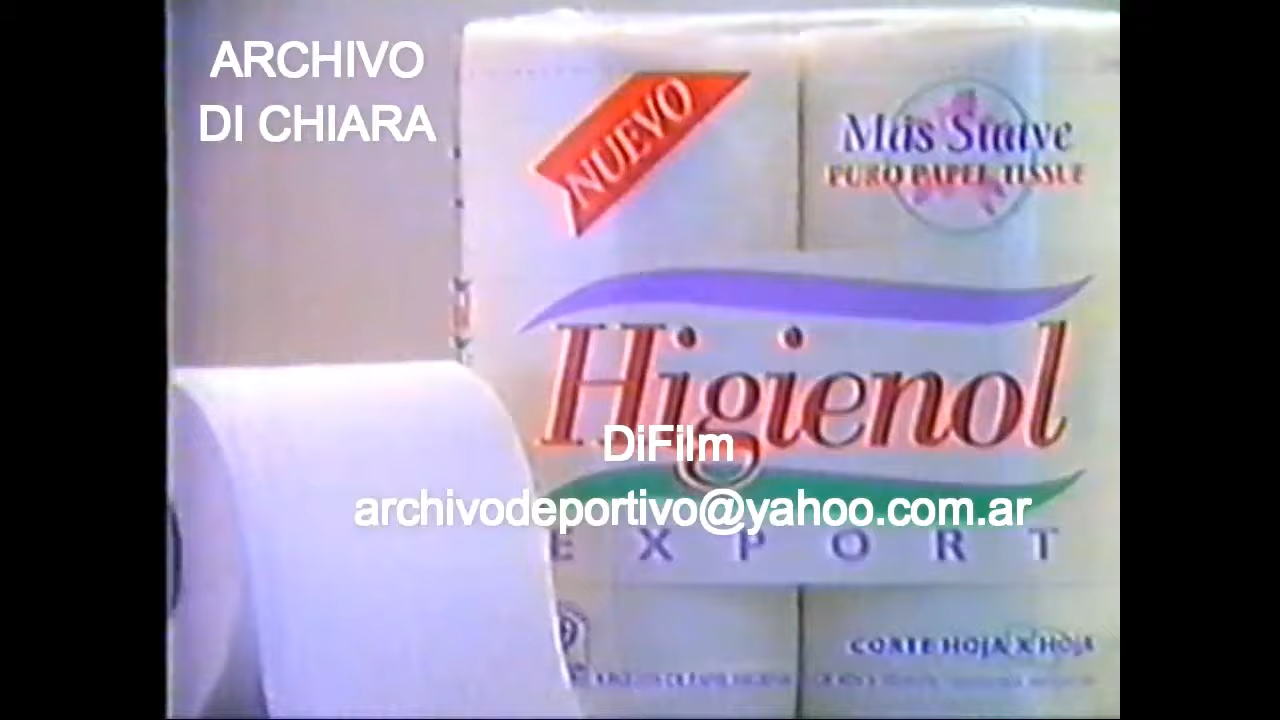 ARCHIVO
DI CHIARA
NUEVO
Más Suave
PURO PAPEL TISSUE
Higienol
DiFilm
archivodeportivo@yahoo.com.ar
EXPORT
CORTE HOJA X HOJA